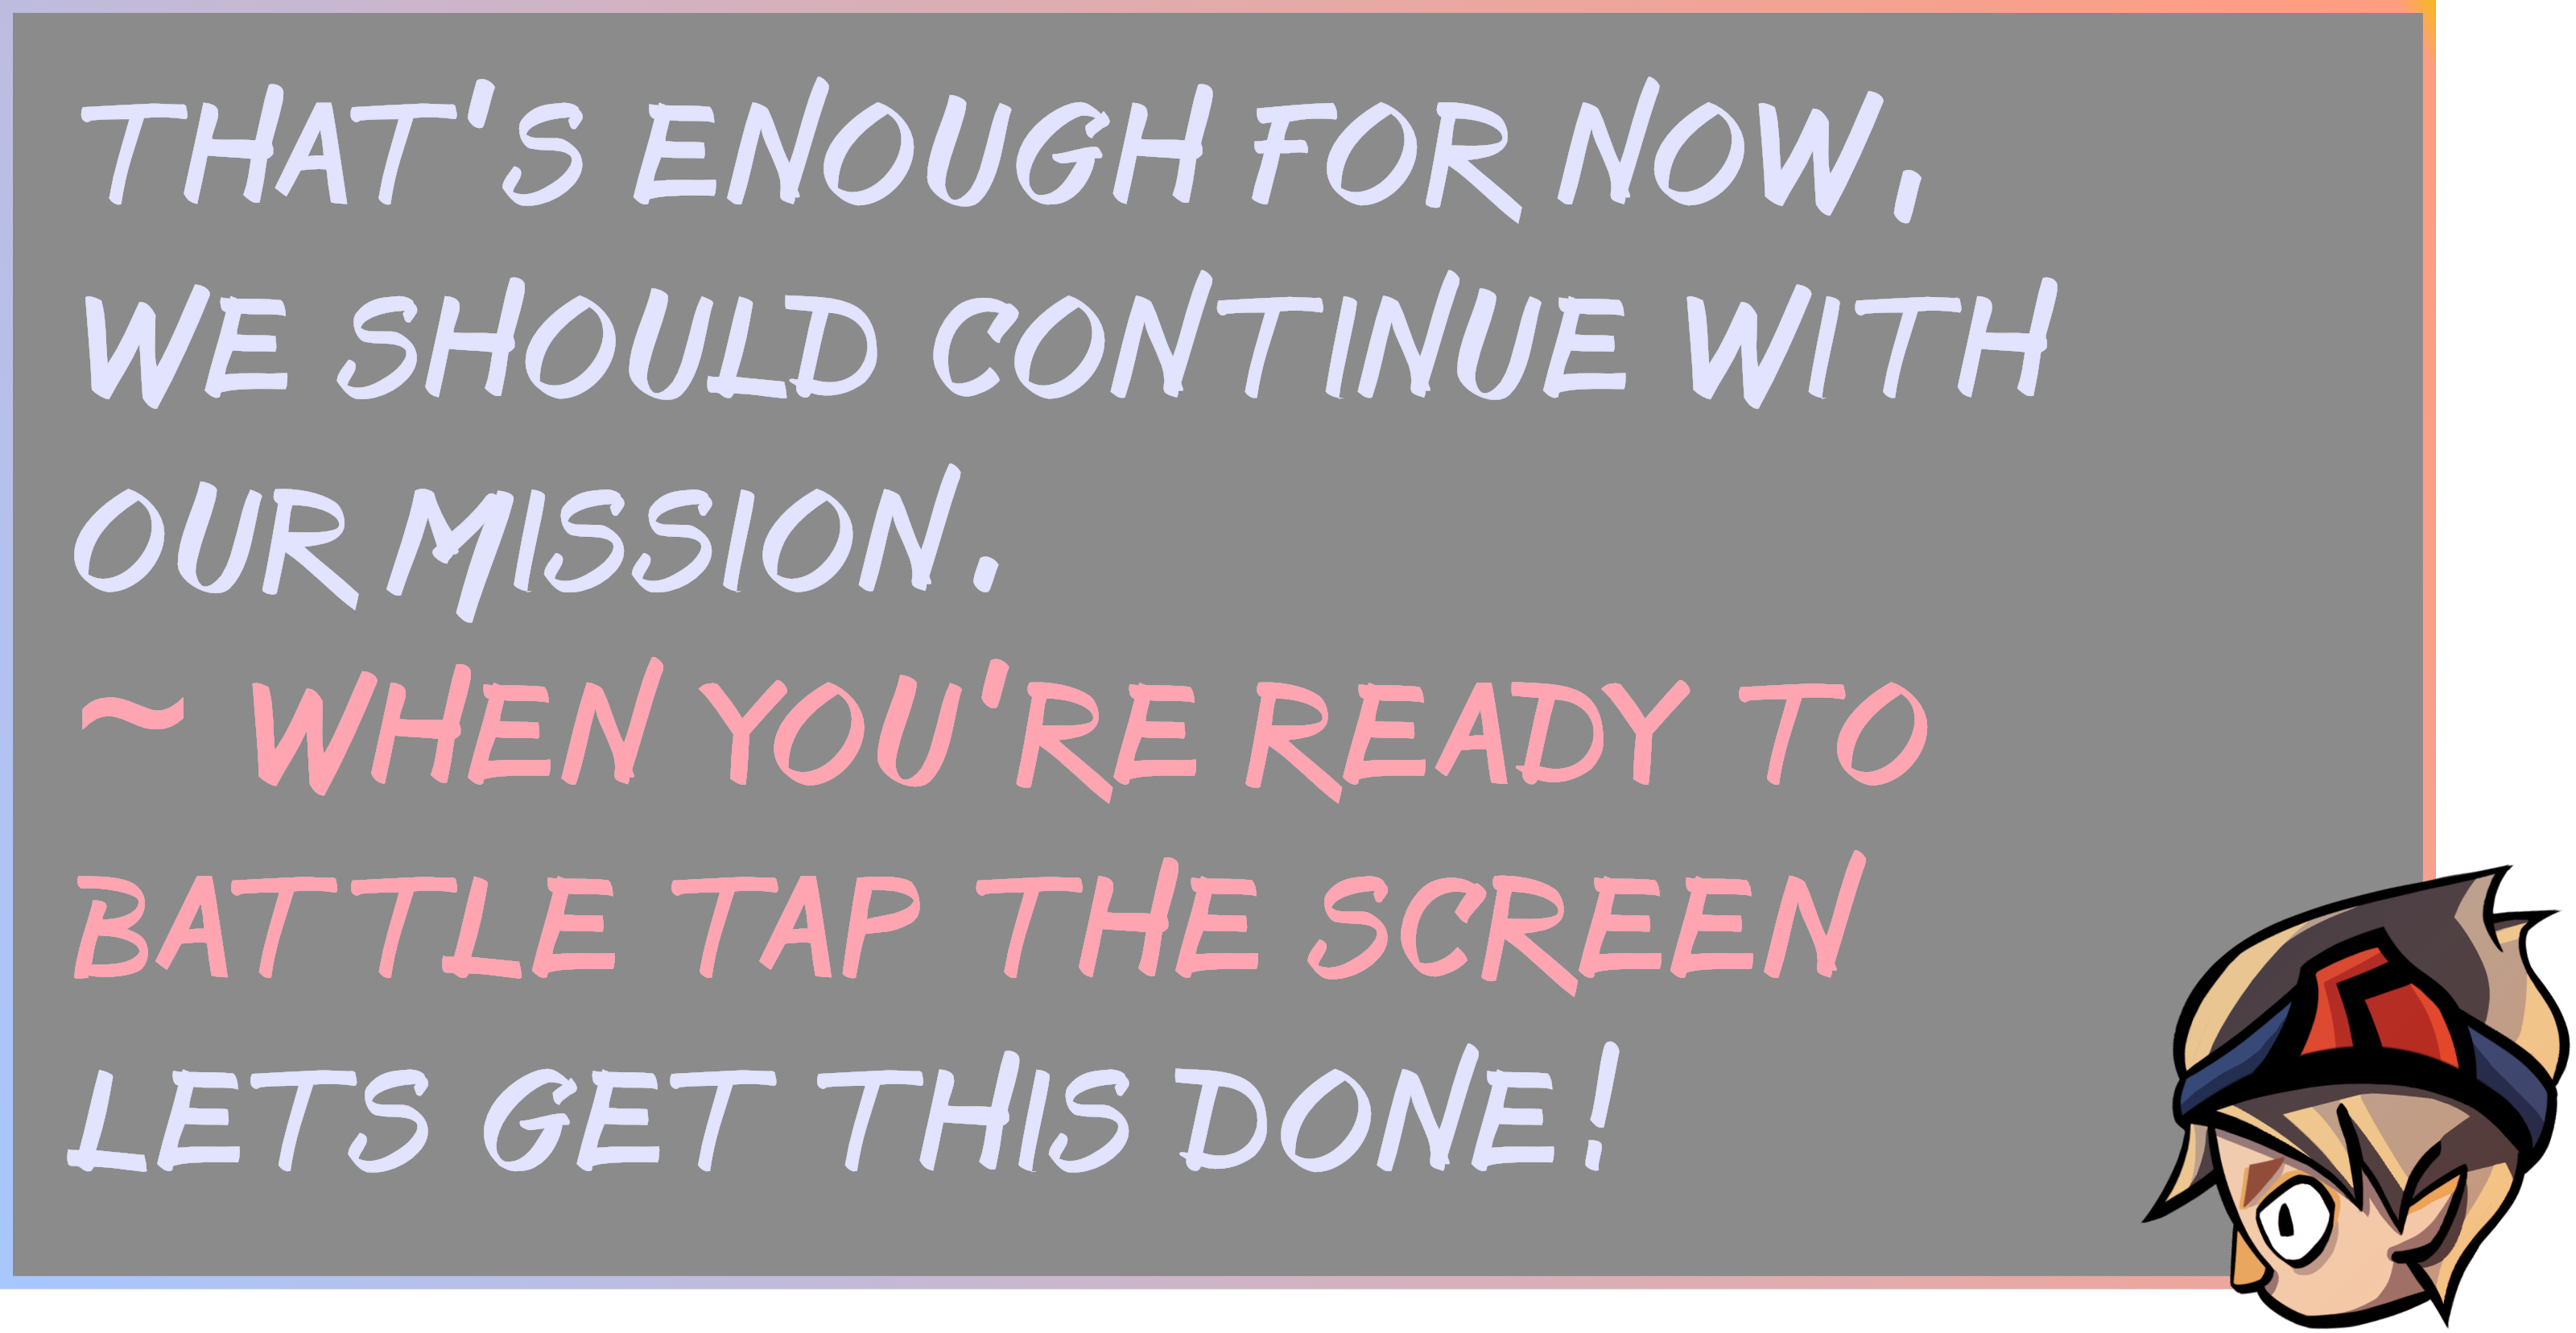 THAT'S ENOUGH FOR NOW,
WE SHOULD CONTINUE WITH
OUR MISSION.
~ WHEN YOU'RE READY TO
BATTLE TAP THE SCREEN
LETS GET THIS DONE!